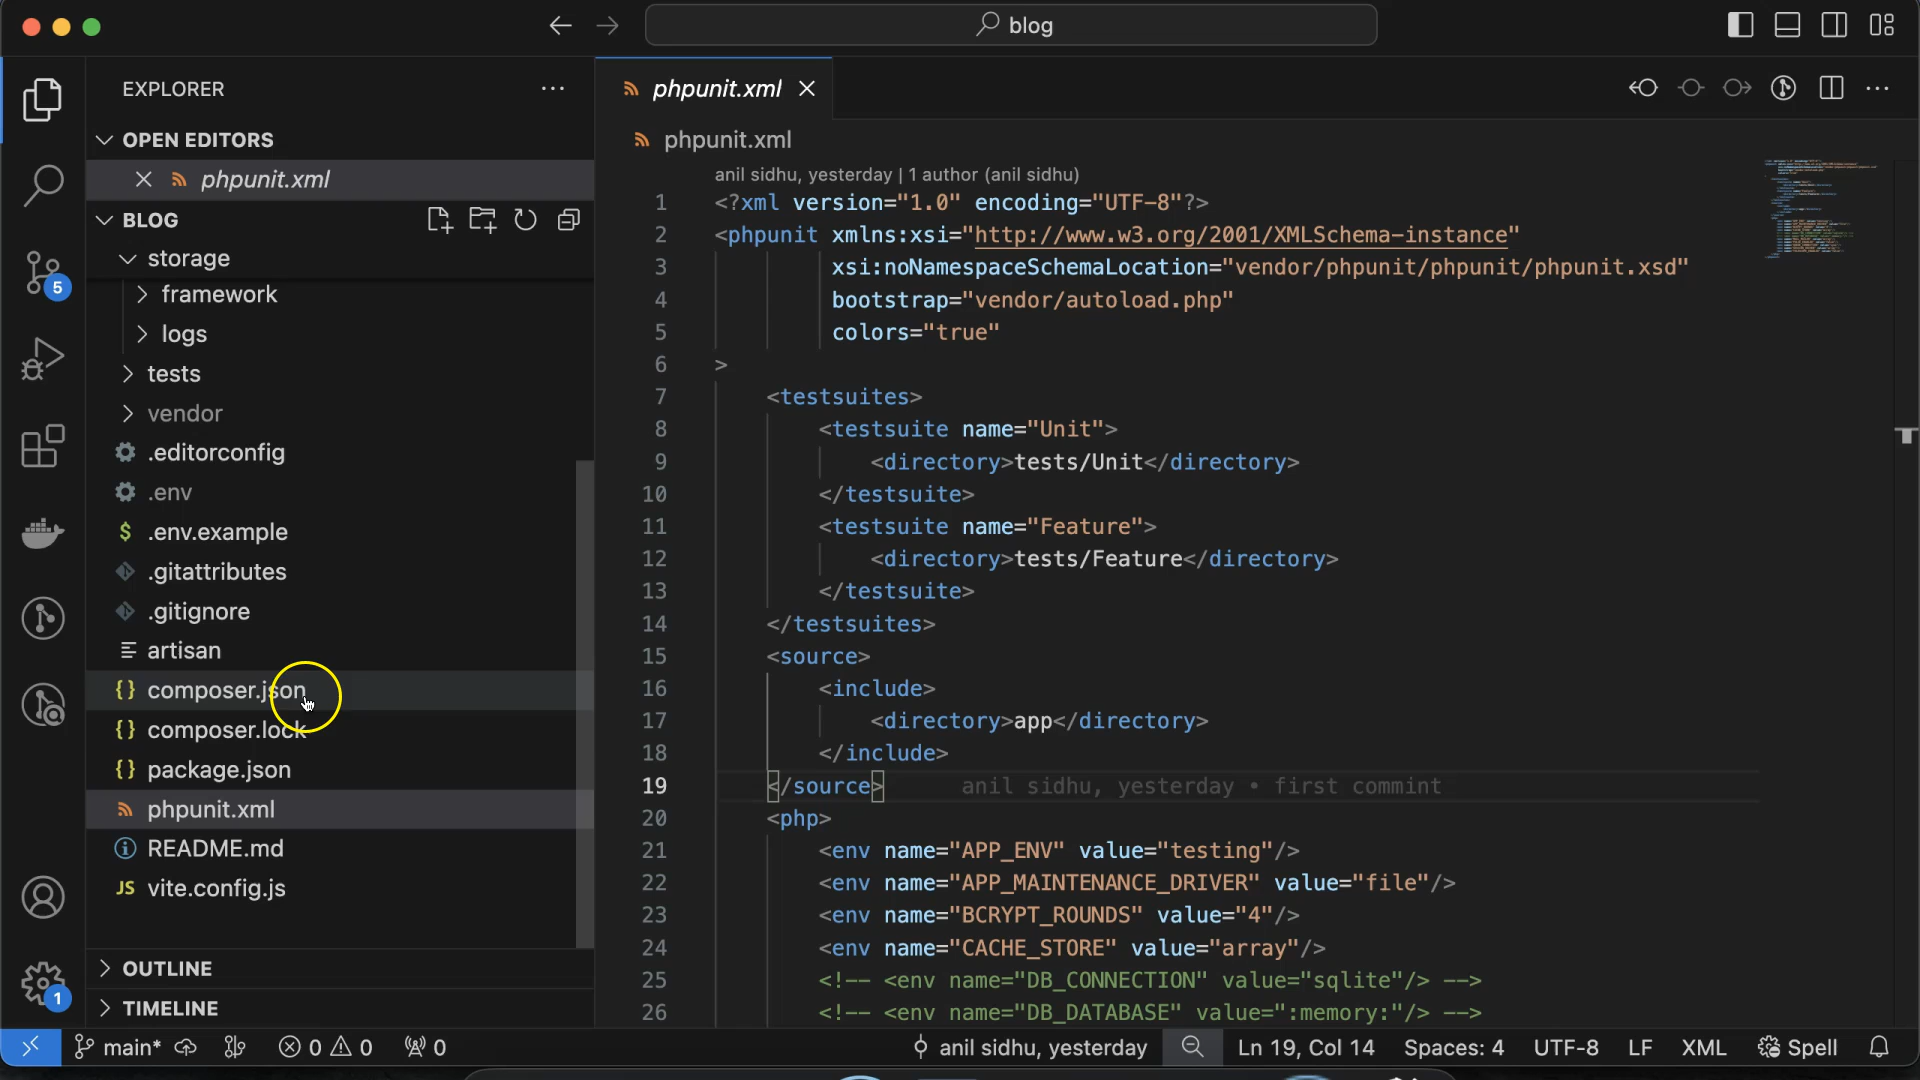 blog
EXPLORER
OPEN EDITORS
phpunit.xml
BLOG
storage
framework
logs
tests
vendor
.editorconfig
.env
$ .env.example
.gitattributes
.gitignore
artisan
{} composer.json
{} composer.lock
{} package.json
phpunit.xml
README.md
JS vite.config.js
OUTLINE
TIMELINE
5
1
phpunit.xml
phpunit.xml
anil sidhu, yesterday | 1 author (anil sidhu)
1 <?xml version="1.0" encoding="UTF-8"?>
2 <phpunit xmlns:xsi="http://www.w3.org/2001/XMLSchema-instance"
3 xsi:noNamespaceSchemaLocation="vendor/phpunit/phpunit/phpunit.xsd"
4 bootstrap="vendor/autoload.php"
5 colors="true"
6 >
7 <testsuites>
8 <testsuite name="Unit">
9 <directory>tests/Unit</directory>
10 </testsuite>
11 <testsuite name="Feature">
12 <directory>tests/Feature</directory>
13 </testsuite>
14 </testsuites>
15 <source>
16 <include>
17 <directory>app</directory>
18 </include>
19 </source> anil sidhu, yesterday • first commint
20 <php>
21 <env name="APP_ENV" value="testing"/>
22 <env name="APP_MAINTENANCE_DRIVER" value="file"/>
23 <env name="BCRYPT_ROUNDS" value="4"/>
24 <env name="CACHE_STORE" value="array"/>
25 <!-- <env name="DB_CONNECTION" value="sqlite"/> -->
26 <!-- <env name="DB_DATABASE" value=":memory:"/> -->
main* 0 0 0 anil sidhu, yesterday Ln 19, Col 14 Spaces: 4 UTF-8 LF XML Spell